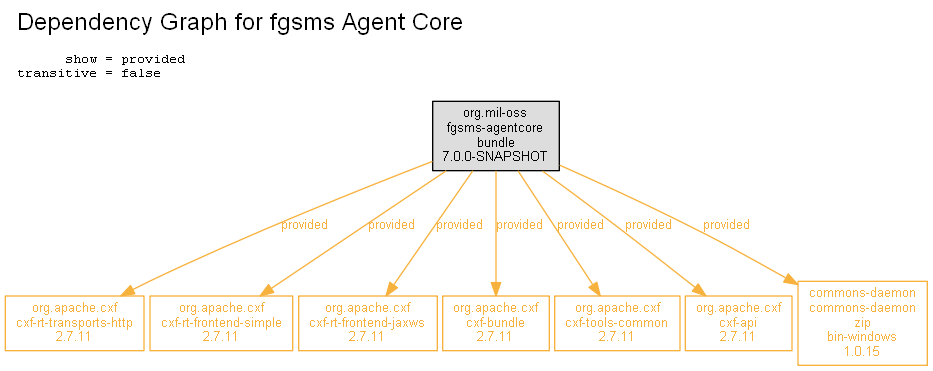 Dependency Graph for fgsms Agent Core
show = provided
transitive = false
org.mil-oss
fgsms-agentcore
bundle
7.0.0-SNAPSHOT
provided
provided
provided
provided
provided
provided
provided
org.apache.cxf
cxf-rt-transports-http
2.7.11
org.apache.cxf
cxf-rt-frontend-simple
2.7.11
org.apache.cxf
cxf-rt-frontend-jaxws
2.7.11
org.apache.cxf
cxf-bundle
2.7.11
org.apache.cxf
cxf-tools-common
2.7.11
org.apache.cxf
cxf-api
2.7.11
commons-daemon
commons-daemon
zip
bin-windows
1.0.15